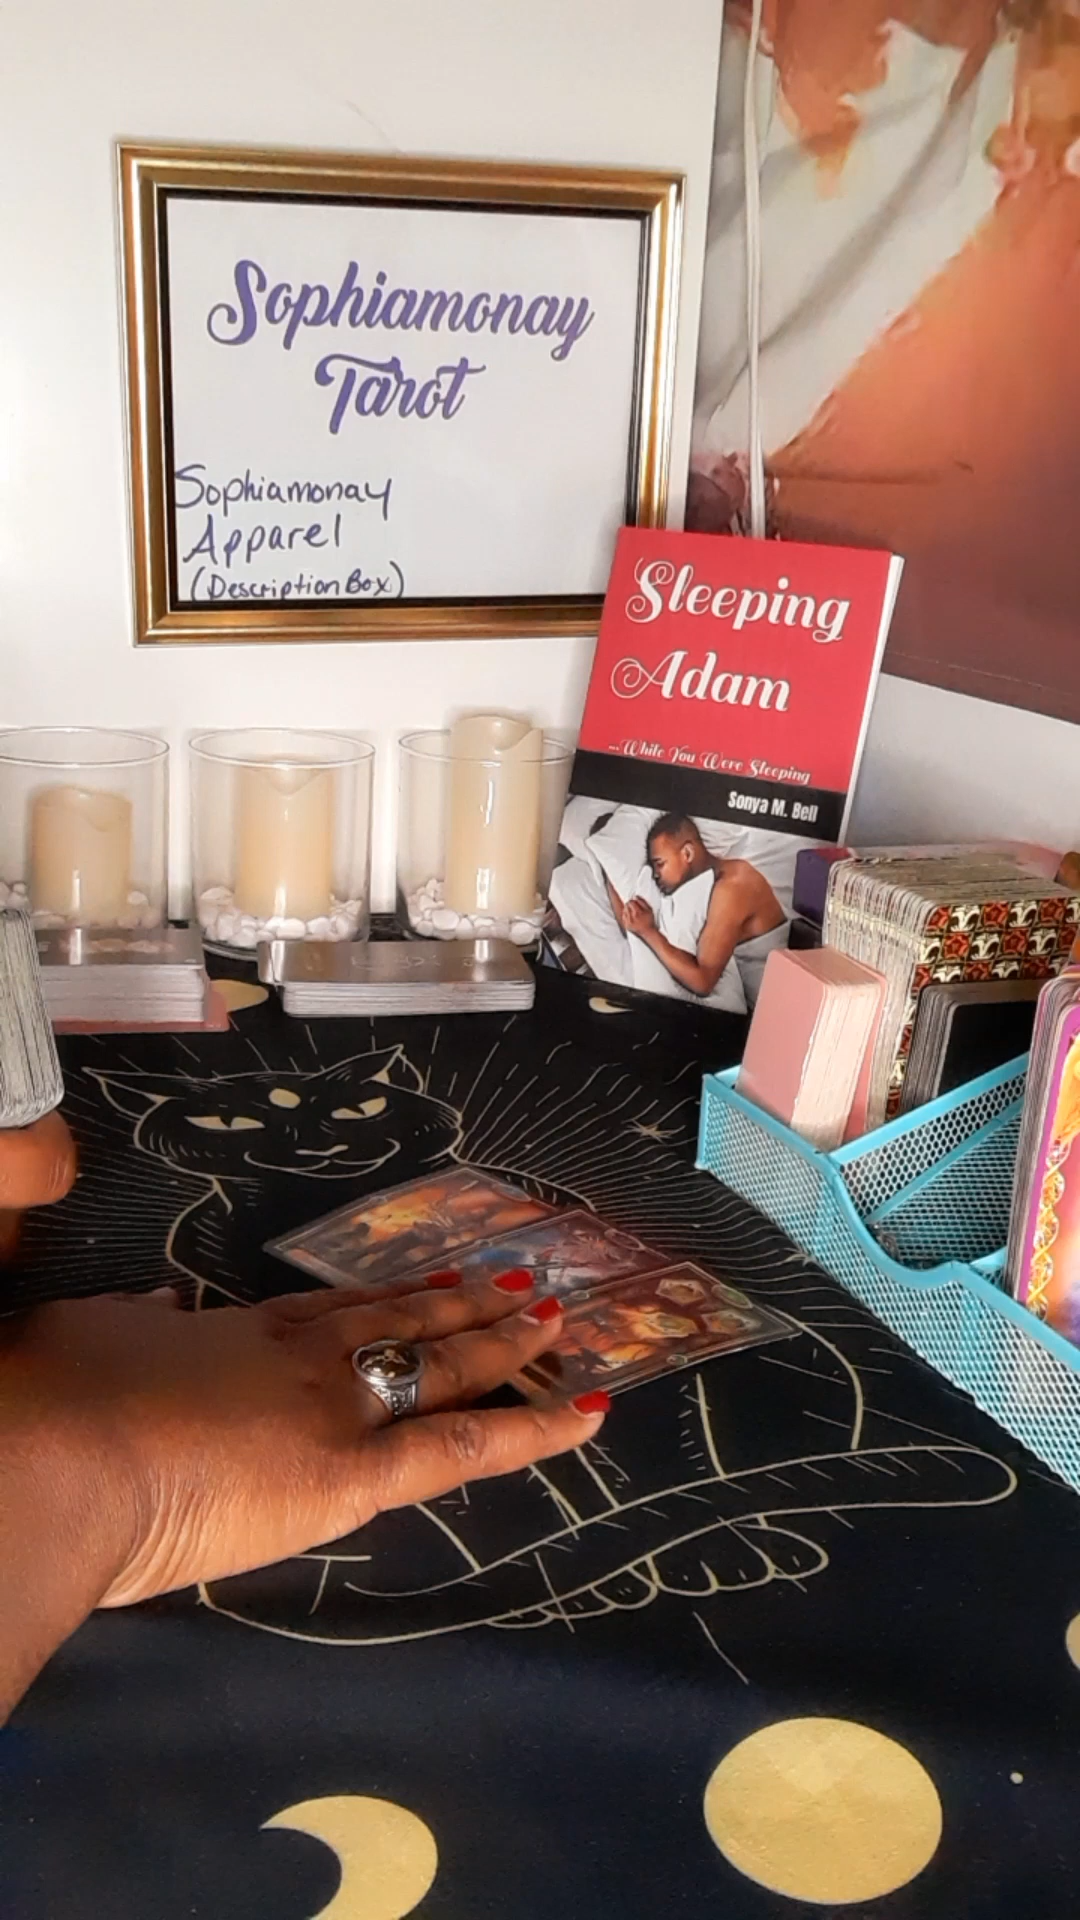 Sophiamonay
Tarot
Sophiamonay
Apparel
(Description Box)
Sleeping
Adam
...While You Were Sleeping
Sonya M. Bell